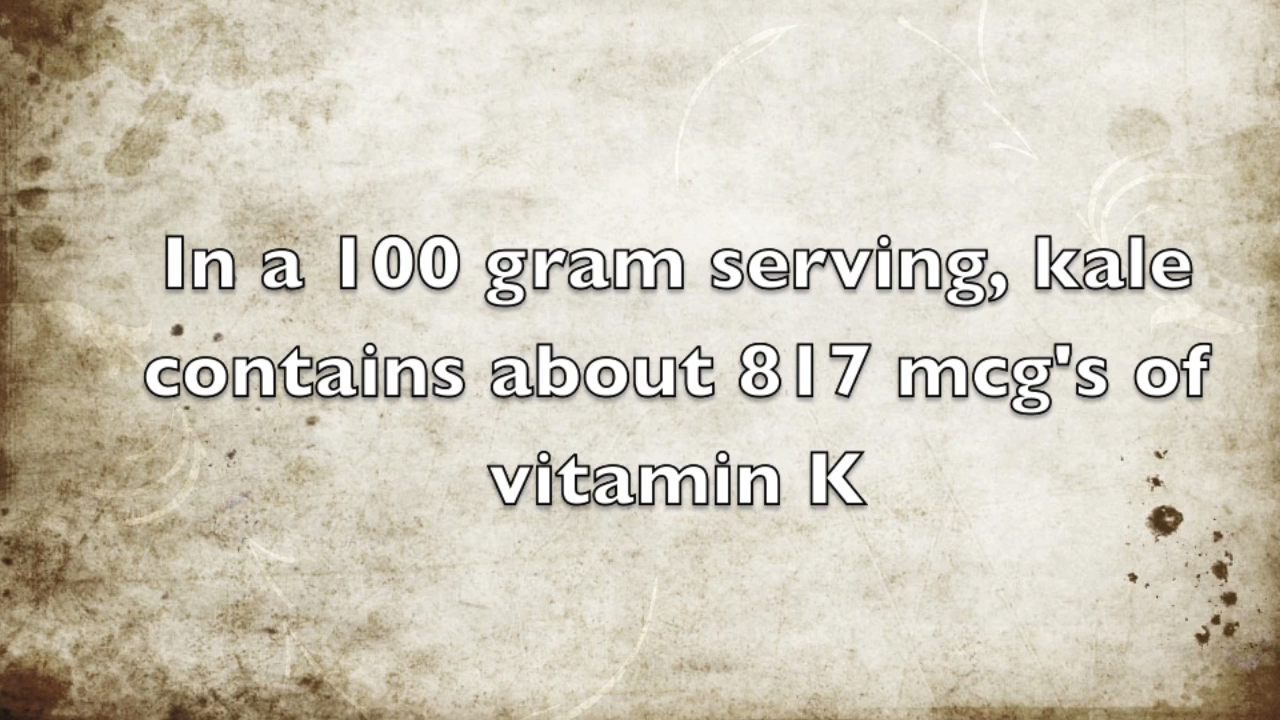 In a 100 gram serving, kale
contains about 817 mcg's of
vitamin K